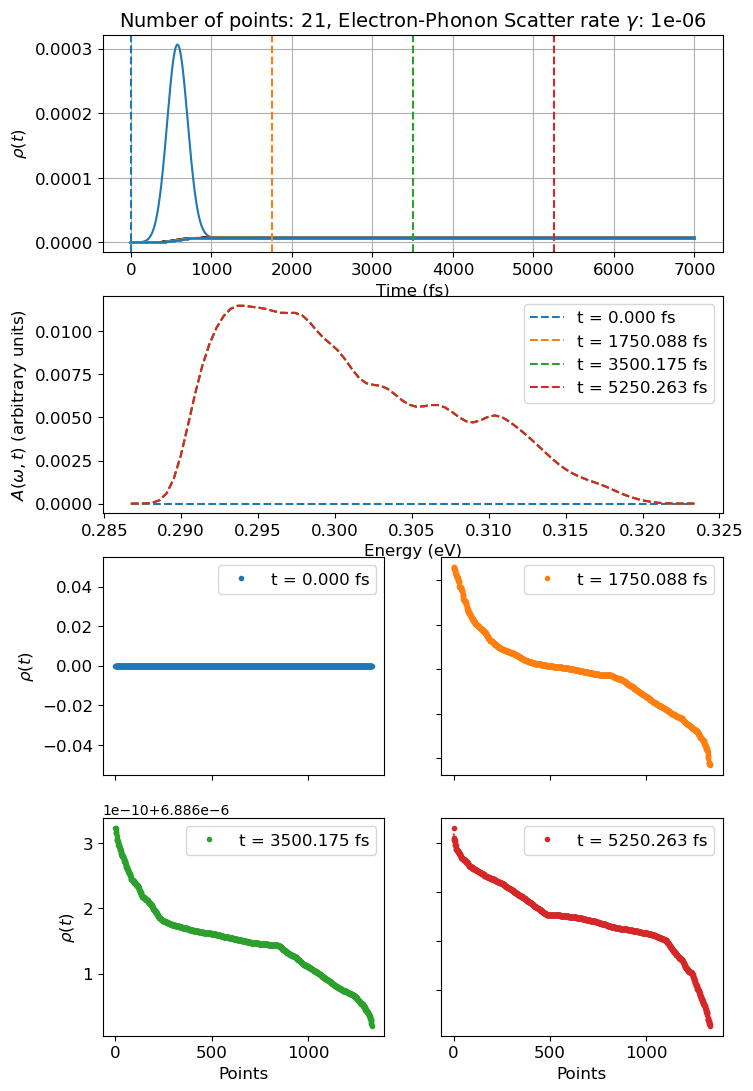 Number of points: 21, Electron-Phonon Scatter rate γ: 1e-06
0.0003
0.0002
0.0001
0.0000
ρ(t)
0 1000 2000 3000 4000 5000 6000 7000
Time (fs)
0.0100
0.0075
0.0050
0.0025
0.0000
A(ω, t) (arbitrary units)
t = 0.000 fs
t = 1750.088 fs
t = 3500.175 fs
t = 5250.263 fs
0.285 0.290 0.295 0.300 0.305 0.310 0.315 0.320 0.325
Energy (eV)
0.04
0.02
0.00
−0.02
−0.04
ρ(t)
t = 0.000 fs
t = 1750.088 fs
1e−10+6.886e−6
3
2
1
ρ(t)
t = 3500.175 fs
0 500 1000
Points
t = 5250.263 fs
0 500 1000
Points